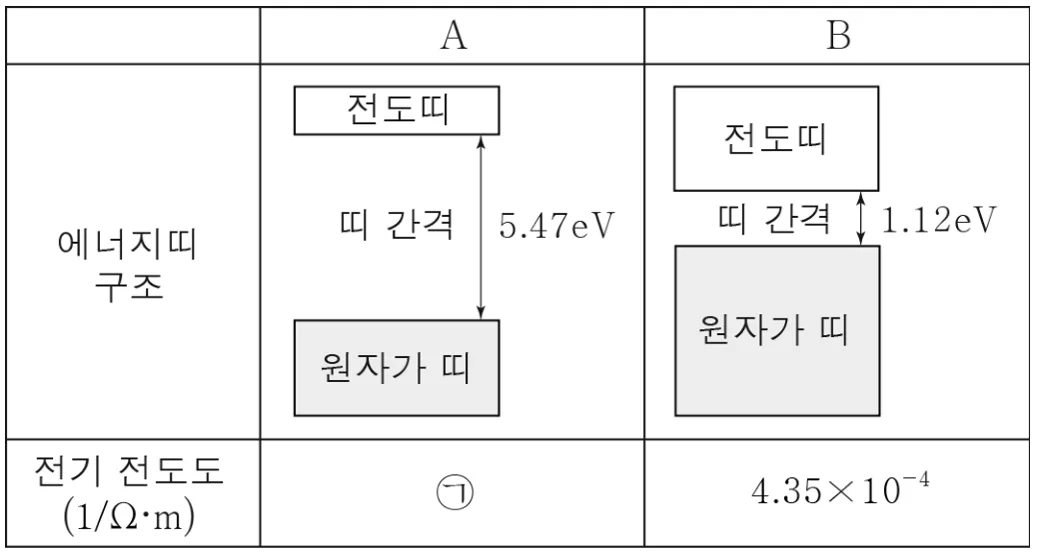 A
B
에너지띠
구조
전도띠
띠 간격
5.47eV
원자가 띠
전도띠
띠 간격
1.12eV
원자가 띠
전기 전도도
(1/Ω·m)
㉠
4.35×10⁻⁴